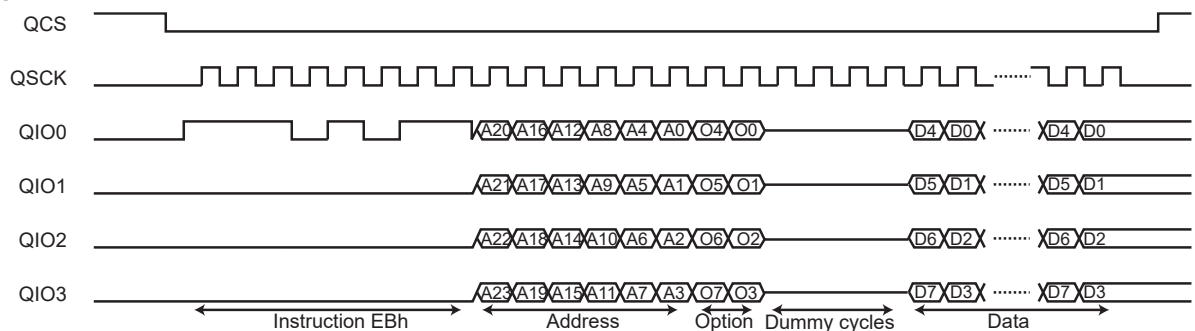 QCS
QSCK
QIO0 A20 A16 A12 A8 A4 A0 O4 O0 D4 D0 D4 D0
QIO1 A21 A17 A13 A9 A5 A1 O5 O1 D5 D1 D5 D1
QIO2 A22 A18 A14 A10 A6 A2 O6 O2 D6 D2 D6 D2
QIO3 A23 A19 A15 A11 A7 A3 O7 O3 D7 D3 D7 D3
Instruction EBh Address Option Dummy cycles Data